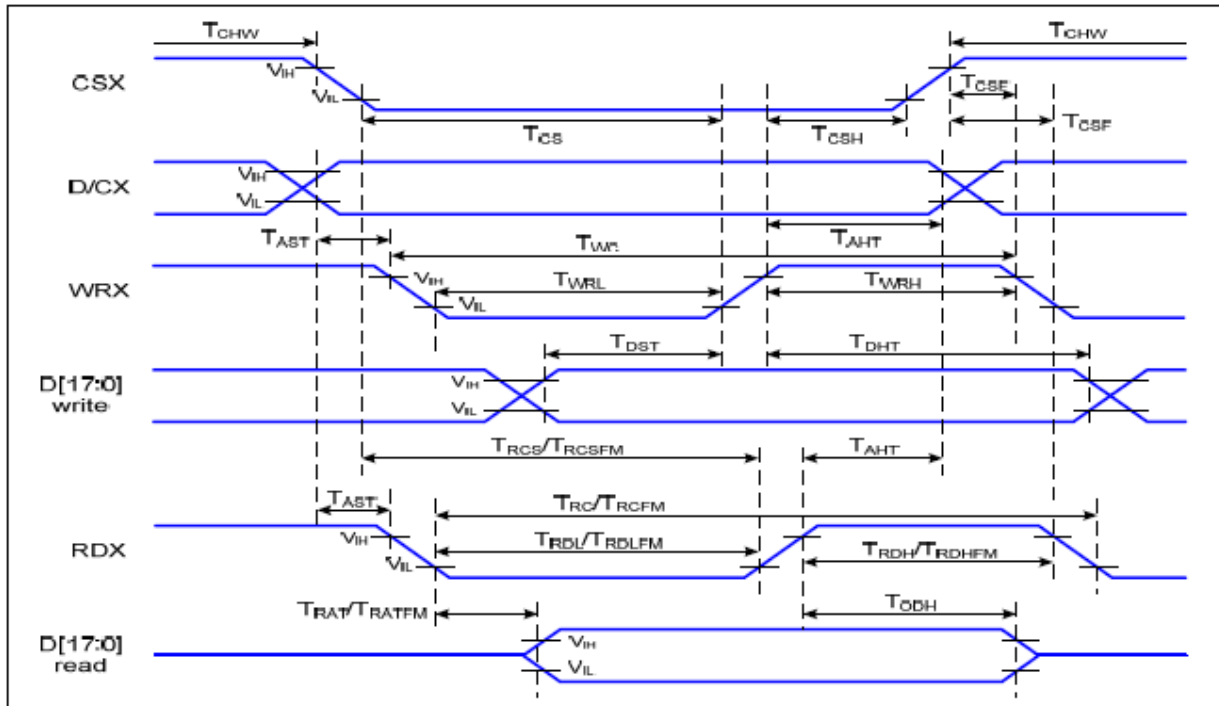 TCHW TCHW
CSX VIH
VIL
TCSE
TCS TCSH TCSF
D/CX VIH
VIL
TAST TWC TAHT
WRX VIH TWRL TWRH
VIL
TDST TDHT
D[17:0] VIH
write VIL
TRCS/TRCSFM TAHT
TAST TRC/TRCFM
RDX VIH TRDL/TRDLFM
VIL TRDH/TRDHFM
TRAT/TRATFM TODH
D[17:0] VIH
read VIL